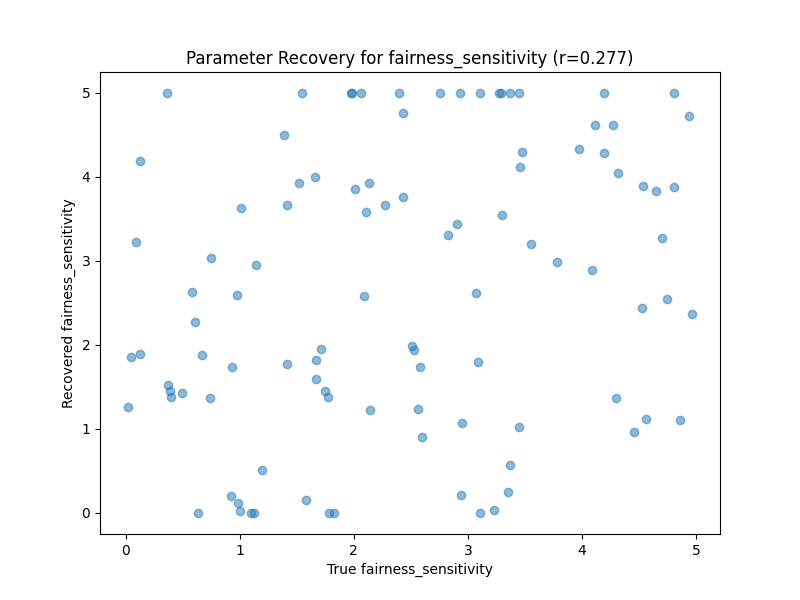 Parameter Recovery for fairness_sensitivity (r=0.277)
Recovered fairness_sensitivity
5
4
3
2
1
0
0 1 2 3 4 5
True fairness_sensitivity